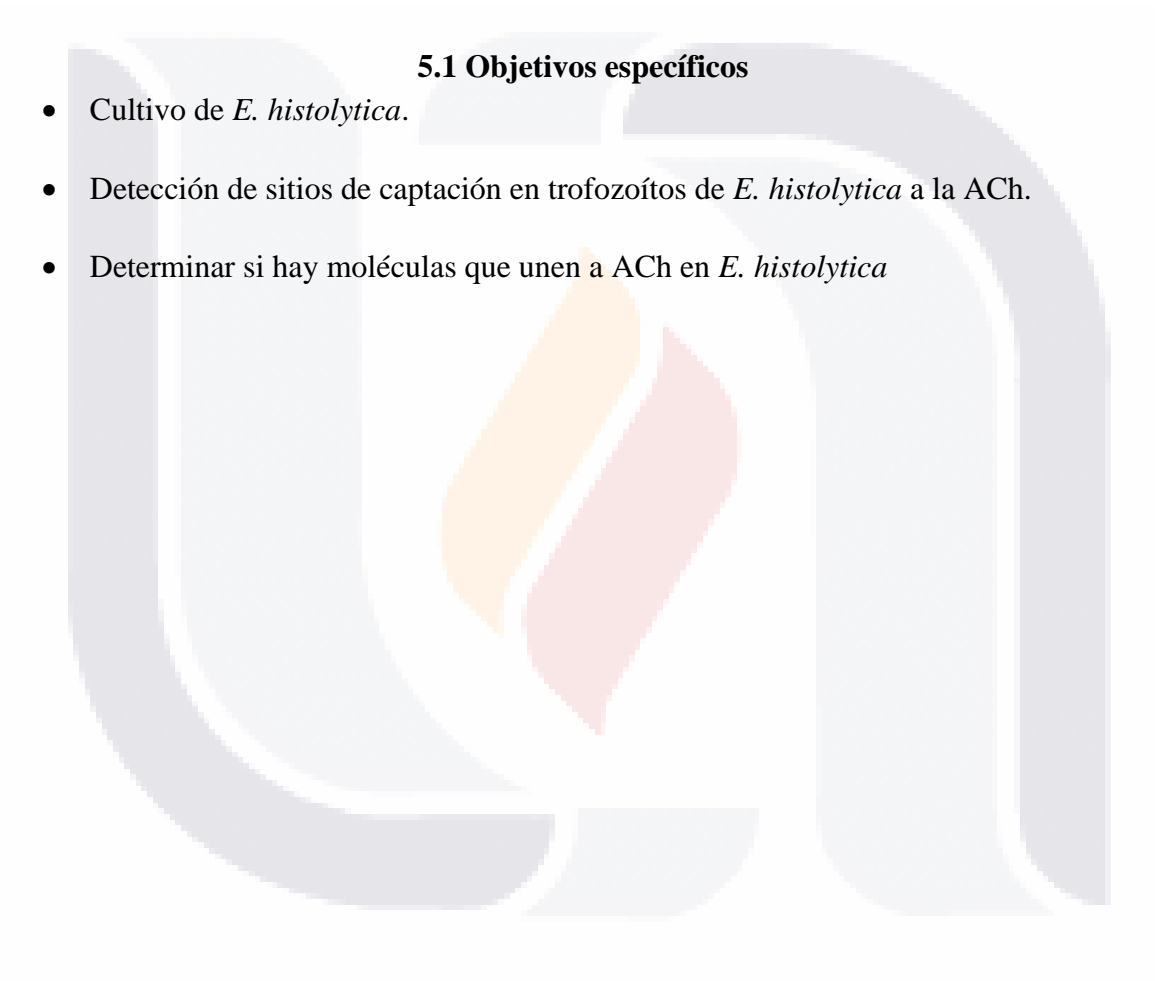 5.1 Objetivos específicos
• Cultivo de E. histolytica.
• Detección de sitios de captación en trofozoítos de E. histolytica a la ACh.
• Determinar si hay moléculas que unen a ACh en E. histolytica